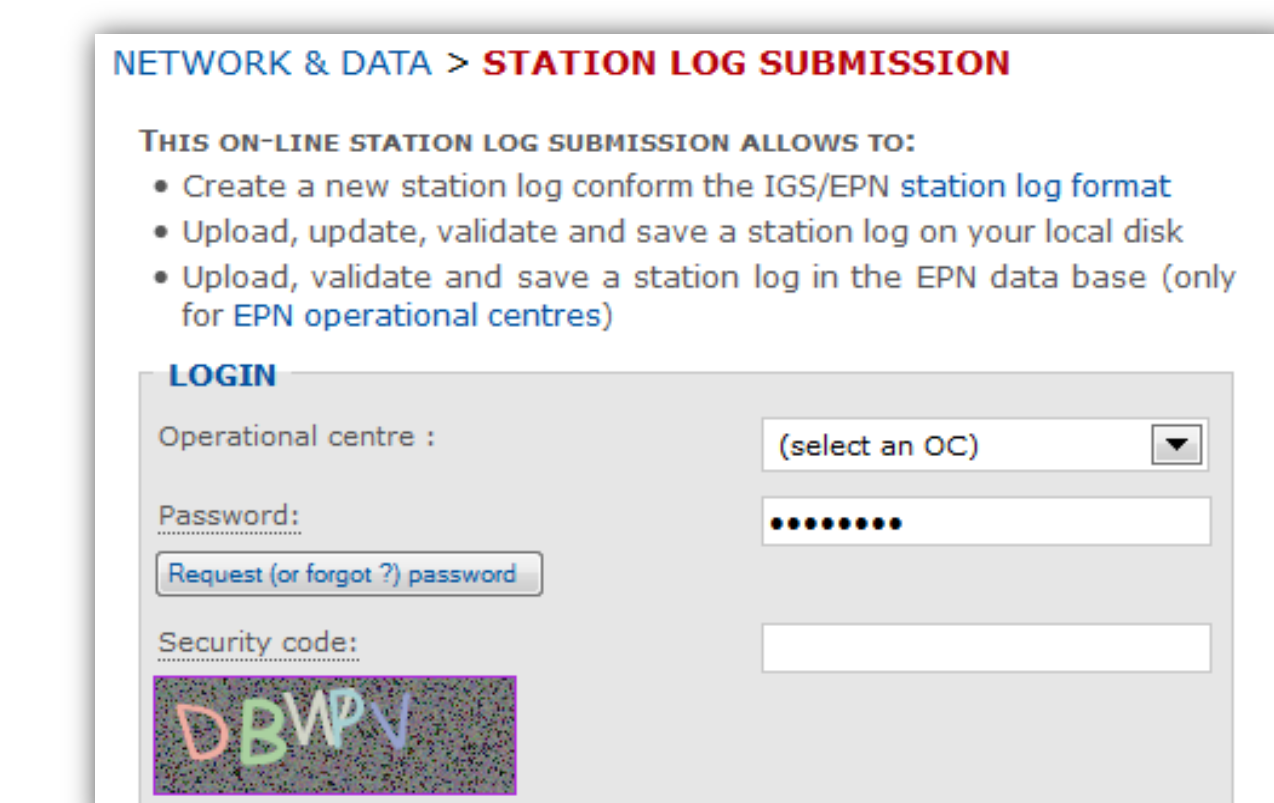 NETWORK & DATA > STATION LOG SUBMISSION
THIS ON-LINE STATION LOG SUBMISSION ALLOWS TO:
• Create a new station log conform the IGS/EPN station log format
• Upload, update, validate and save a station log on your local disk
• Upload, validate and save a station log in the EPN data base (only
for EPN operational centres)
LOGIN
Operational centre :
(select an OC)
Password:
••••••••
Request (or forgot ?) password
Security code:
DBWPV